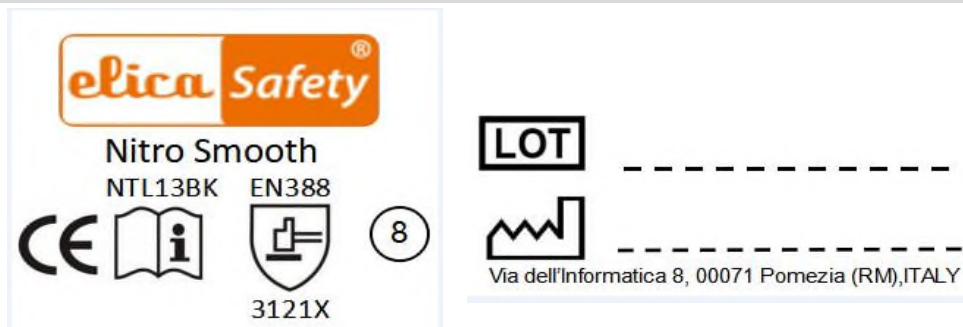 elica Safety®
Nitro Smooth
NTL13BK EN388
CE i 8
3121X
LOT
Via dell'Informatica 8, 00071 Pomezia (RM),ITALY